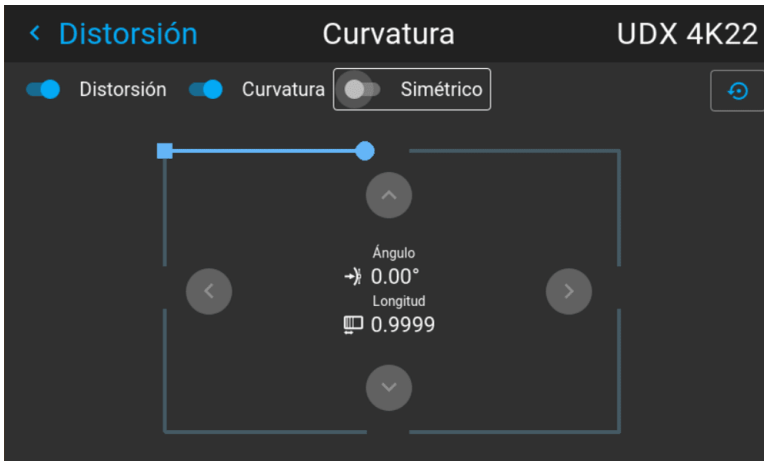 Distorsión Curvatura UDX 4K22
Distorsión Curvatura Simétrico
Ángulo
0.00°
Longitud
0.9999